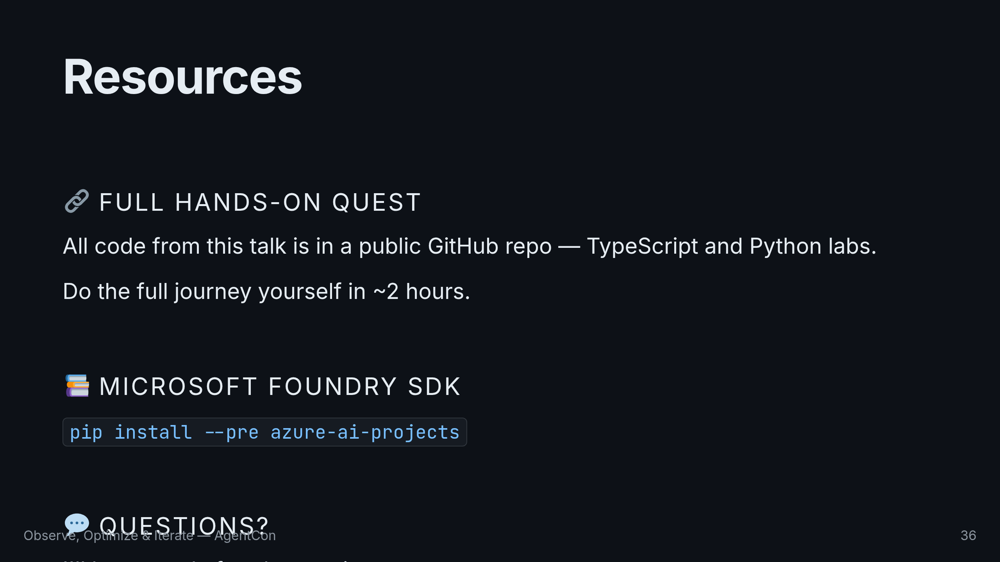 Resources
FULL HANDS-ON QUEST
All code from this talk is in a public GitHub repo — TypeScript and Python labs.
Do the full journey yourself in ~2 hours.
MICROSOFT FOUNDRY SDK
pip install --pre azure-ai-projects
QUESTIONS?
Observe, Optimize & Iterate — AgentCon
36